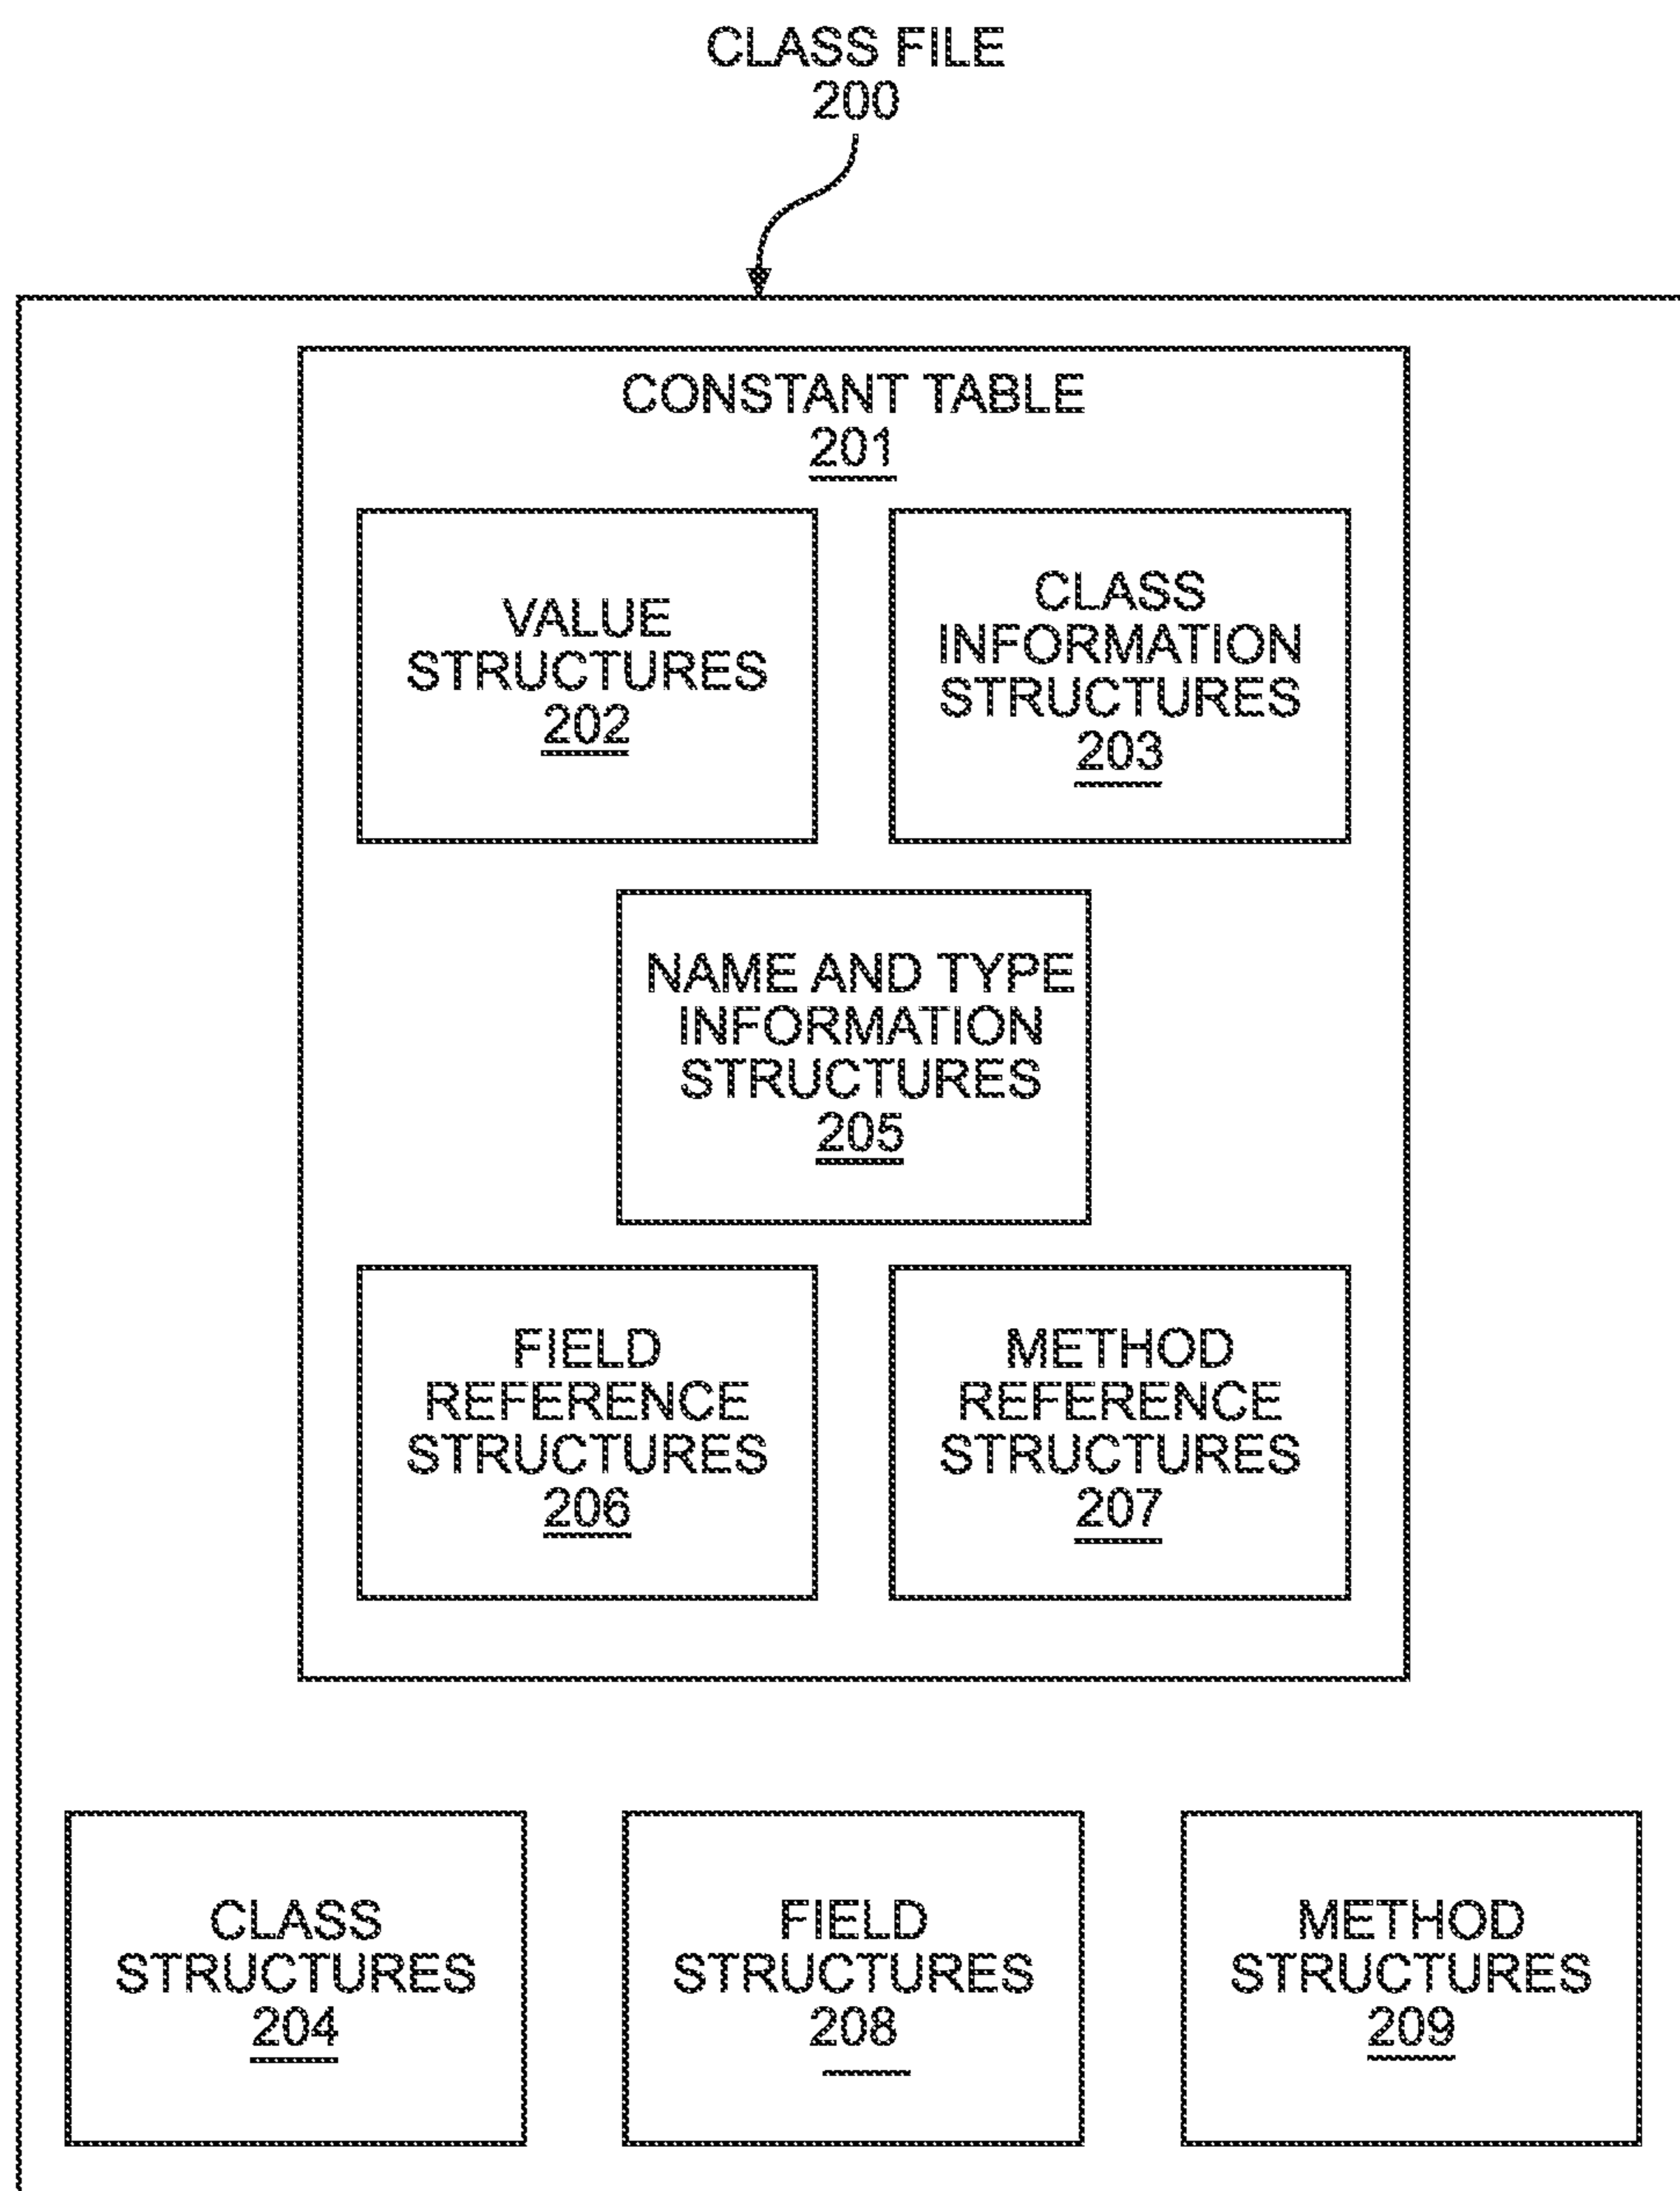 CLASS FILE
200
CONSTANT TABLE
201
VALUE
STRUCTURES
202
CLASS
INFORMATION
STRUCTURES
203
NAME AND TYPE
INFORMATION
STRUCTURES
205
FIELD
REFERENCE
STRUCTURES
206
METHOD
REFERENCE
STRUCTURES
207
CLASS
STRUCTURES
204
FIELD
STRUCTURES
208
METHOD
STRUCTURES
209